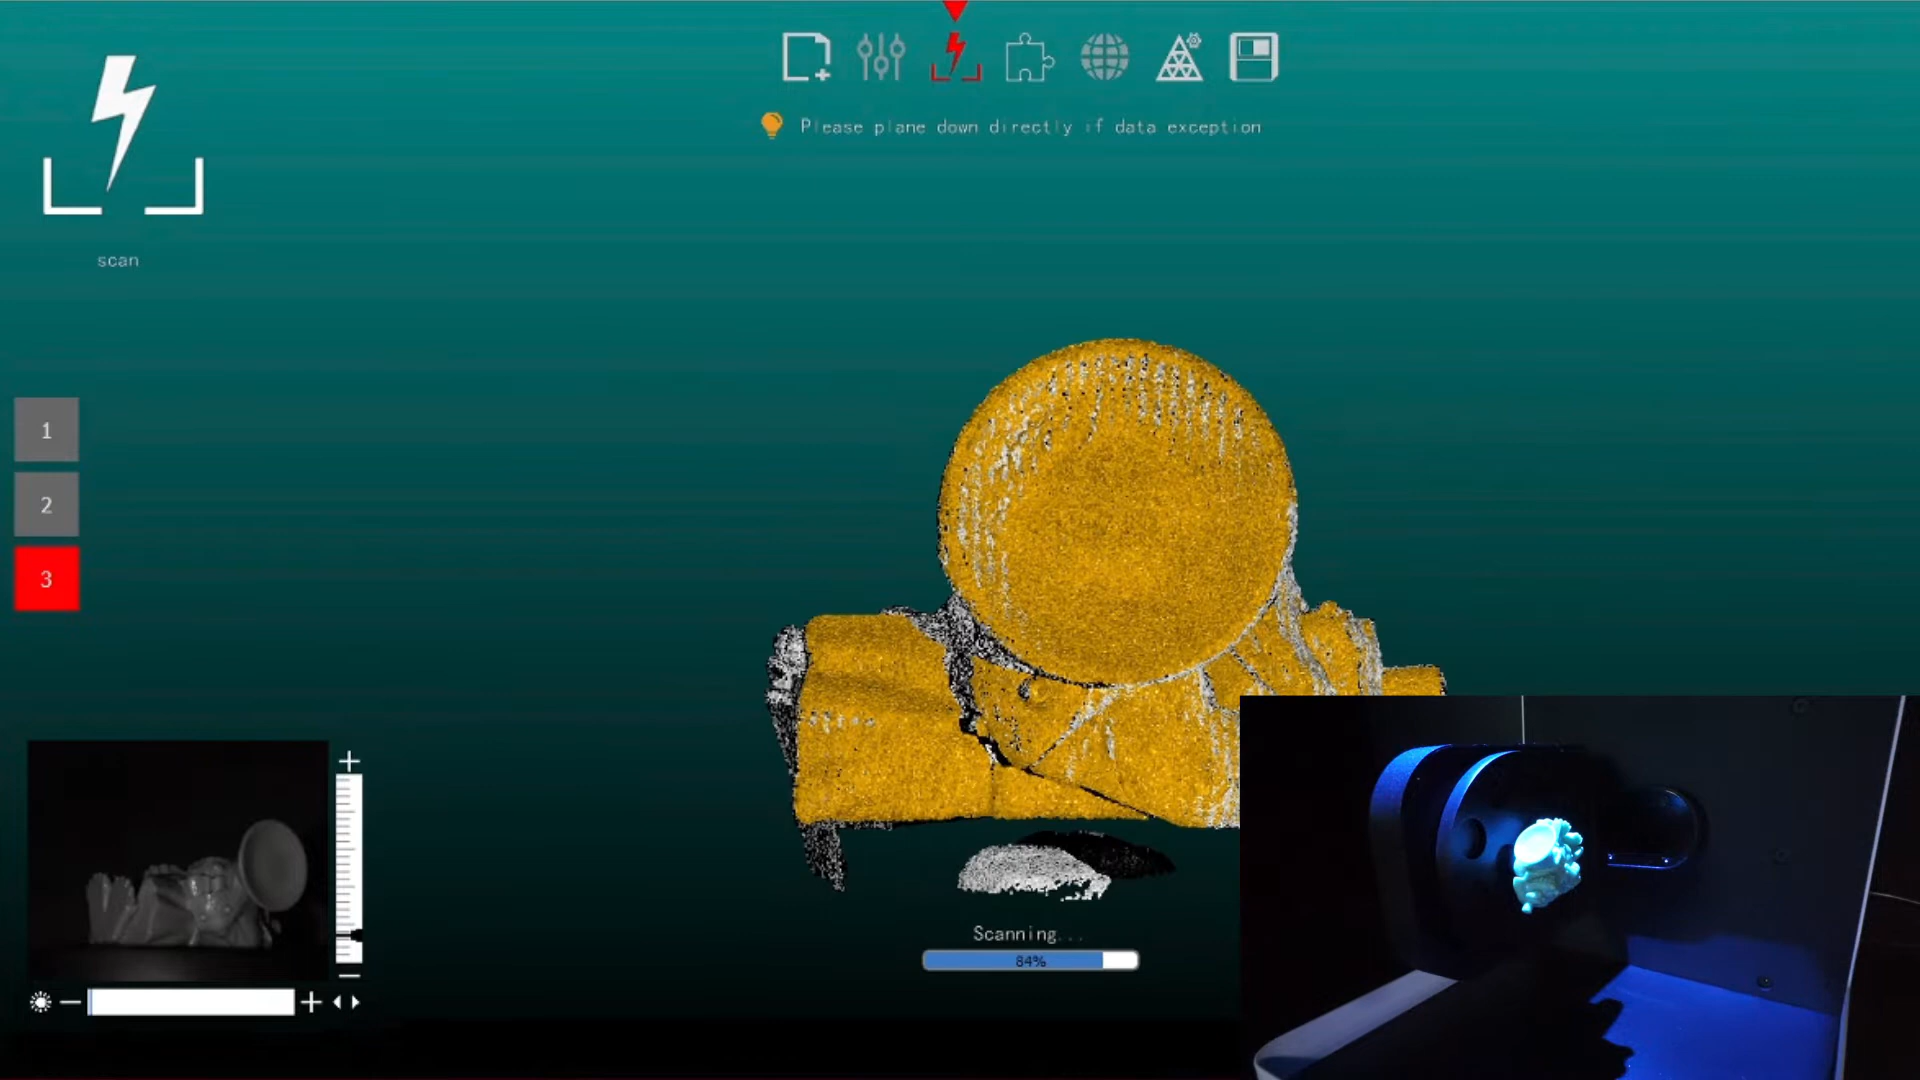 Please plane down directly if data exception
scan
1
2
3
Scanning...
84%